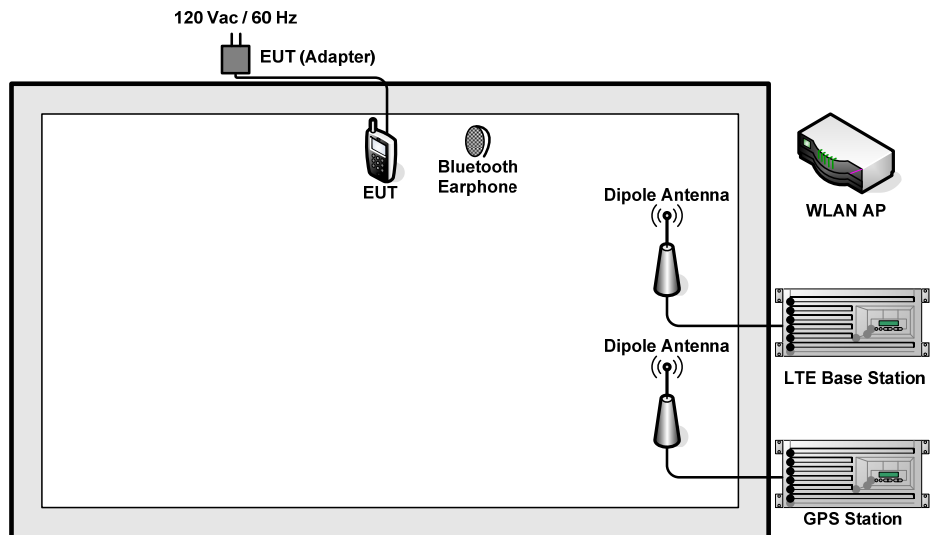 120 Vac / 60 Hz
EUT (Adapter)
EUT
Bluetooth
Earphone
Dipole Antenna
WLAN AP
Dipole Antenna
LTE Base Station
GPS Station